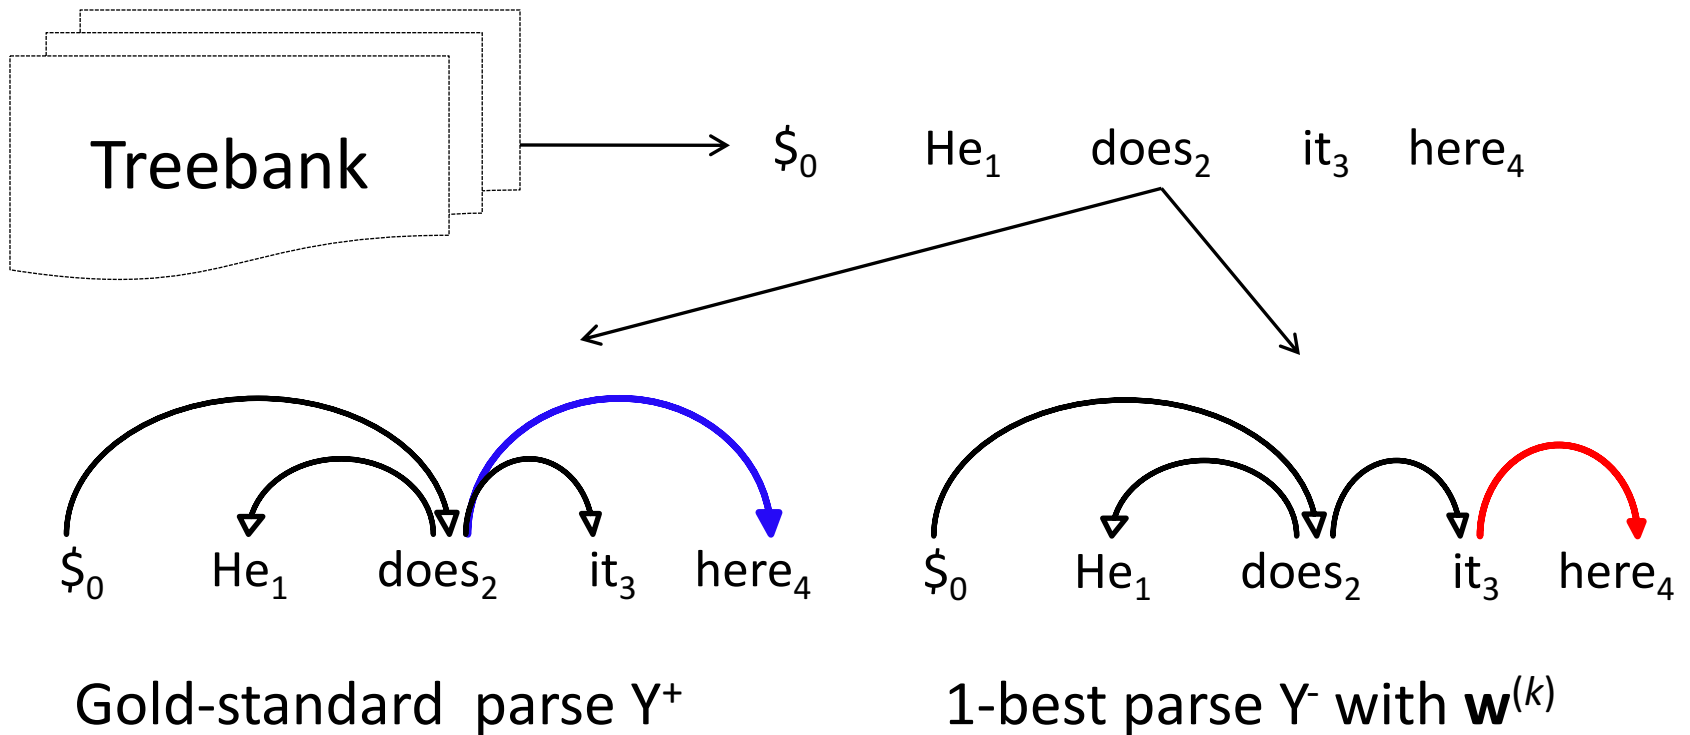 Treebank
$₀ He₁ does₂ it₃ here₄
$₀ He₁ does₂ it₃ here₄
$₀ He₁ does₂ it₃ here₄
Gold-standard parse Y⁺
1-best parse Y⁻ with w⁽ᵏ⁾